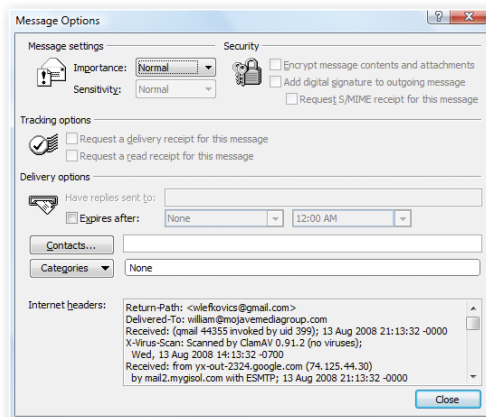 Message Options
Message settings
Security
Importance: Normal
Encrypt message contents and attachments
Sensitivity: Normal
Add digital signature to outgoing message
Request S/MIME receipt for this message
Tracking options
Request a delivery receipt for this message
Request a read receipt for this message
Delivery options
Have replies sent to:
Expires after: None 12:00 AM
Contacts...
Categories None
Internet headers:
Return-Path: <wlefkovics@gmail.com>
Delivered-To: william@mojavemediagroup.com
Received: (qmail 44355 invoked by uid 399); 13 Aug 2008 21:13:32 -0000
X-Virus-Scan: Scanned by ClamAV 0.91.2 (no viruses);
Wed, 13 Aug 2008 14:13:32 -0700
Received: from yx-out-2324.google.com (74.125.44.30)
by mail2.mygisol.com with ESMTP; 13 Aug 2008 21:13:32 -0000
Close